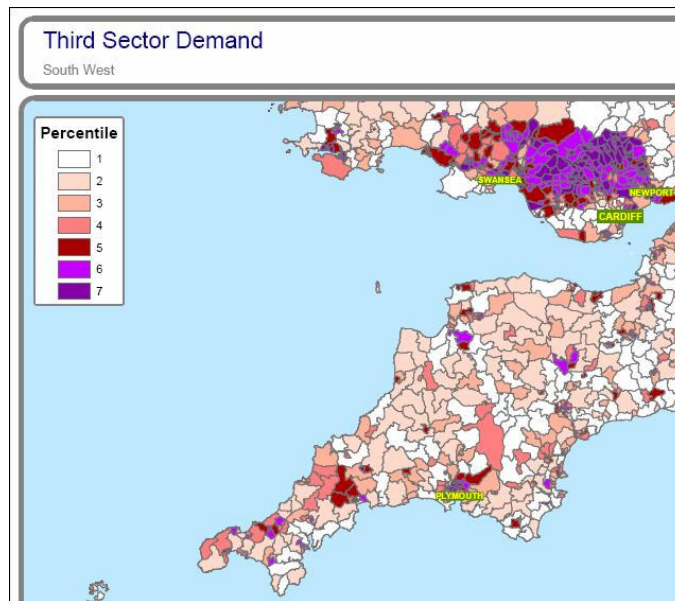 Third Sector Demand
South West
Percentile
1
2
3
4
5
6
7
SWANSEA
NEWPORT
CARDIFF
PLYMOUTH